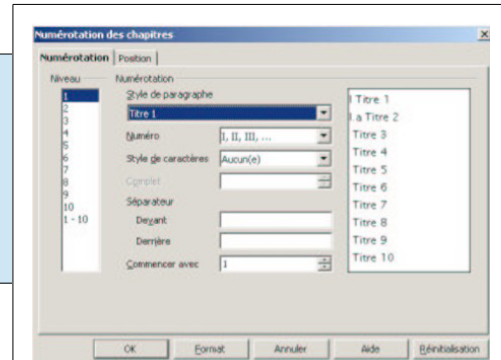 Numérotation des chapitres
Numérotation Position
Niveau
1
2
3
4
5
6
7
8
9
10
1 - 10
Numérotation
Style de paragraphe
Titre 1
Numéro
I, II, III, ...
Style de caractères
Aucun(e)
Complet
Séparateur
Devant
Derrière
Commencer avec
1
I Titre 1
I.a Titre 2
Titre 3
Titre 4
Titre 5
Titre 6
Titre 7
Titre 8
Titre 9
Titre 10
OK Format Annuler Aide Réinitialisation